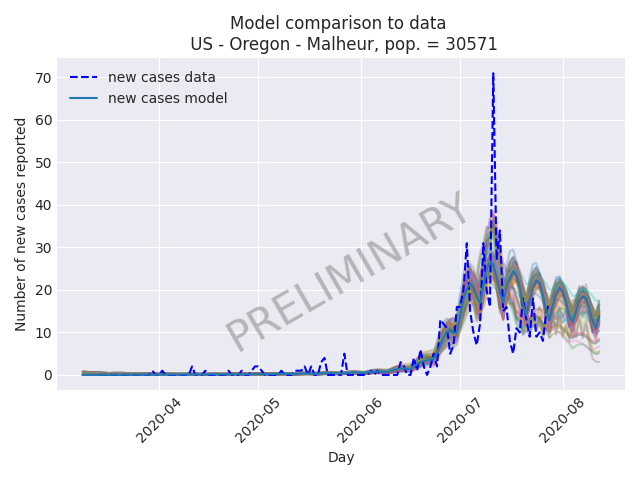 Model comparison to data
US - Oregon - Malheur, pop. = 30571
new cases data
new cases model
PRELIMINARY
Number of new cases reported
70
60
50
40
30
20
10
0
2020-04
2020-05
2020-06
2020-07
2020-08
Day